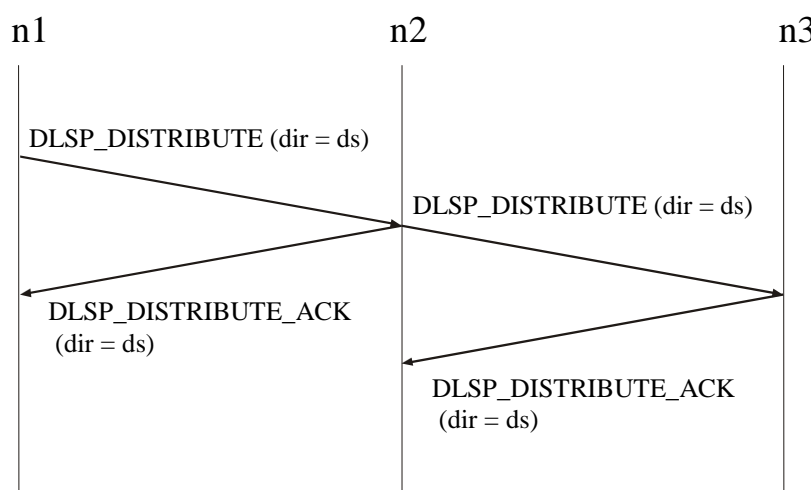 n1
n2
n3
DLSP_DISTRIBUTE (dir = ds)
DLSP_DISTRIBUTE (dir = ds)
DLSP_DISTRIBUTE_ACK
(dir = ds)
DLSP_DISTRIBUTE_ACK
(dir = ds)